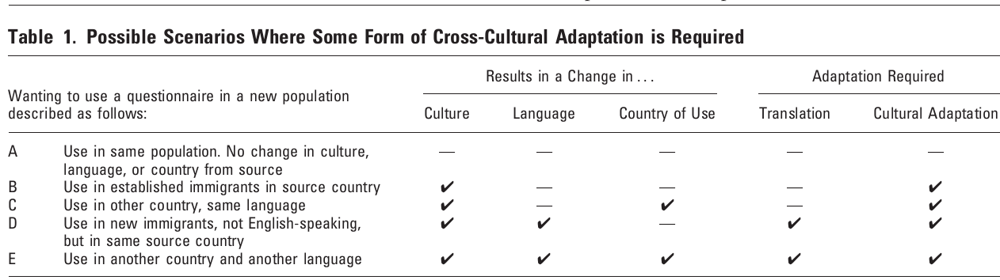 Table 1. Possible Scenarios Where Some Form of Cross-Cultural Adaptation is Required
Results in a Change in . . . Adaptation Required
Wanting to use a questionnaire in a new population
described as follows: Culture Language Country of Use Translation Cultural Adaptation
A Use in same population. No change in culture, — — — — —
language, or country from source
B Use in established immigrants in source country ✔ — — — ✔
C Use in other country, same language ✔ — ✔ — ✔
D Use in new immigrants, not English-speaking, ✔ ✔ — ✔ ✔
but in same source country
E Use in another country and another language ✔ ✔ ✔ ✔ ✔